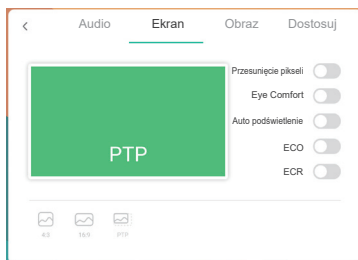 Audio Ekran Obraz Dostosuj
Przesunięcie pikseli
Eye Comfort
Auto podświetlenie
PTP
ECO
ECR
4:3 16:9 PTP